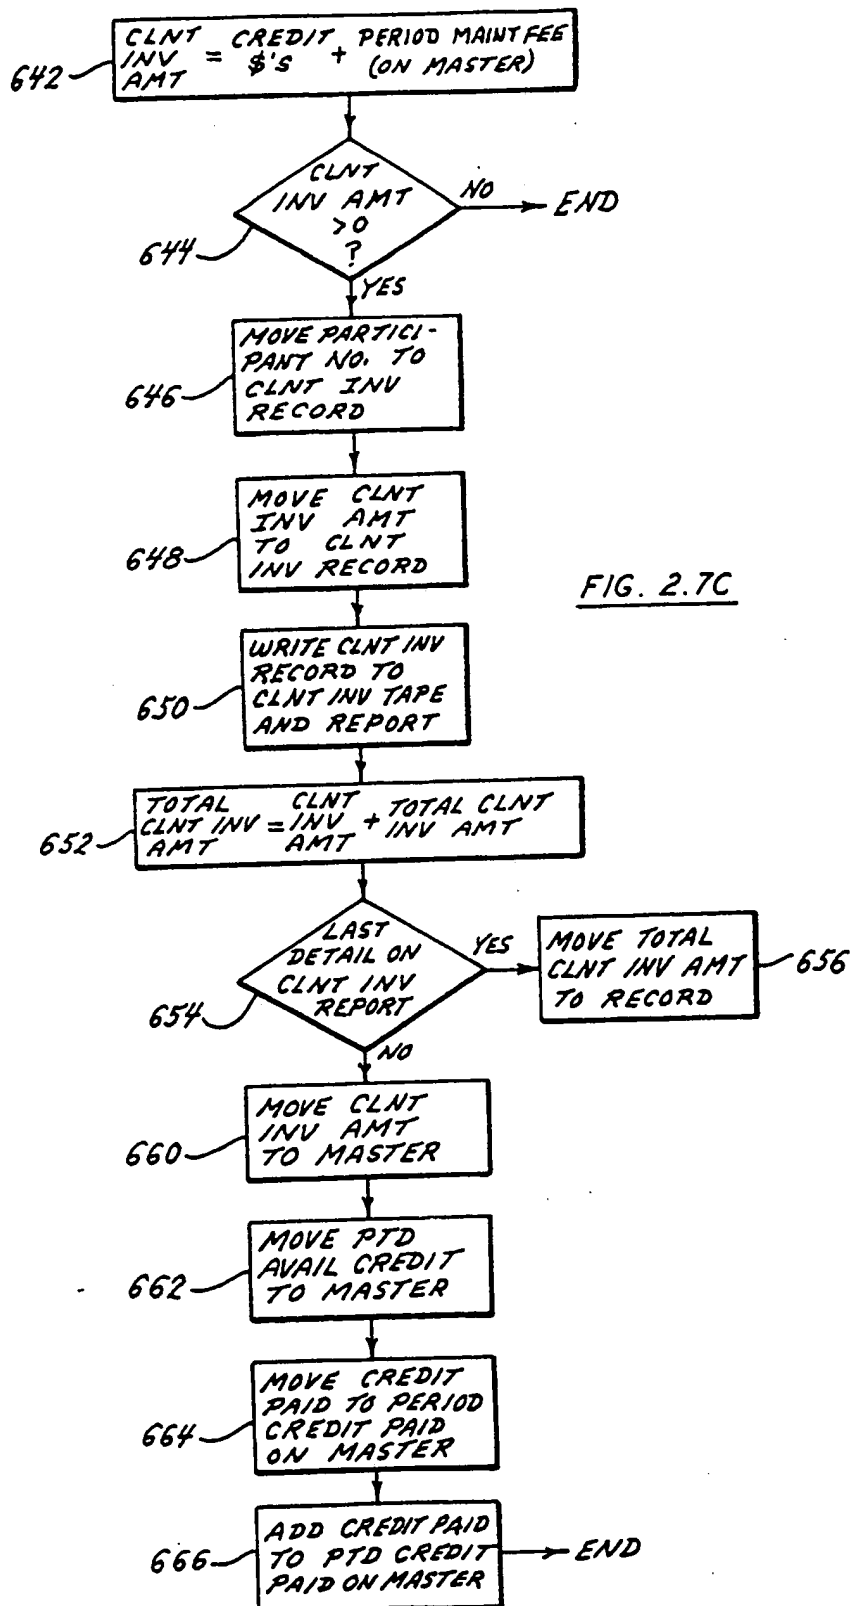 CLNT INV AMT = CREDIT $'S + PERIOD MAINT FEE (ON MASTER)
642
CLNT
INV AMT
>0
?
NO
END
644
YES
MOVE PARTICI-
PANT NO. TO
CLNT INV
RECORD
646
MOVE CLNT
INV AMT
TO CLNT
INV RECORD
648
FIG. 2.7C
WRITE CLNT INV
RECORD TO
CLNT INV TAPE
AND REPORT
650
TOTAL CLNT INV AMT = CLNT INV AMT + TOTAL CLNT INV AMT
652
LAST
DETAIL ON
CLNT INV
REPORT
654
YES
MOVE TOTAL
CLNT INV AMT
TO RECORD
656
NO
MOVE CLNT
INV AMT
TO MASTER
660
MOVE PTD
AVAIL CREDIT
TO MASTER
662
MOVE CREDIT
PAID TO PERIOD
CREDIT PAID
ON MASTER
664
ADD CREDIT PAID
TO PTD CREDIT
PAID ON MASTER
666
END